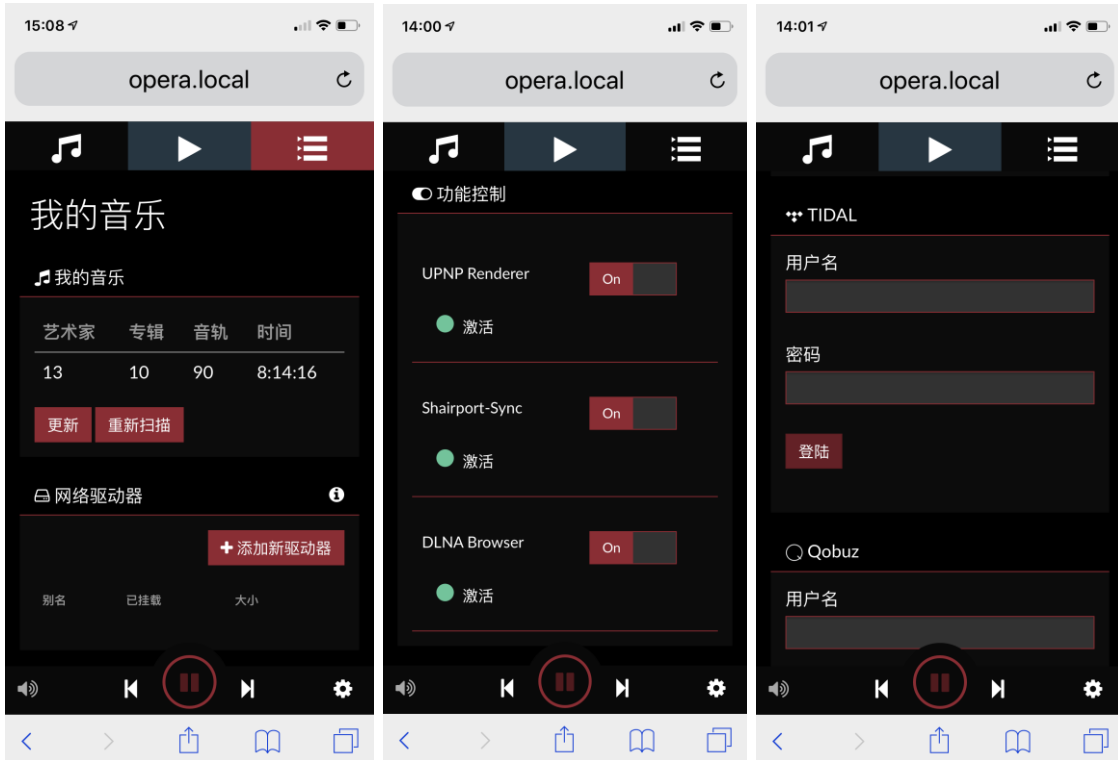 15:08
opera.local
我的音乐
我的音乐
艺术家 专辑 音轨 时间
13 10 90 8:14:16
更新 重新扫描
网络驱动器
添加新驱动器
别名 已挂载 大小
14:00
opera.local
功能控制
UPNP Renderer On
激活
Shairport-Sync On
激活
DLNA Browser On
激活
14:01
opera.local
TIDAL
用户名
密码
登陆
Qobuz
用户名